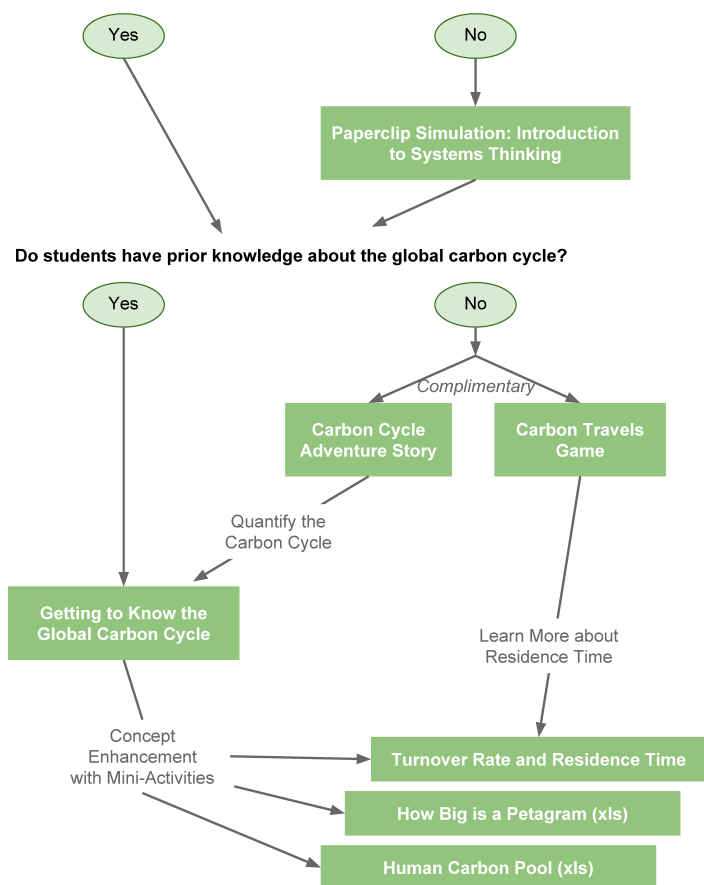 Yes
No
Paperclip Simulation: Introduction
to Systems Thinking
Do students have prior knowledge about the global carbon cycle?
Yes
No
Complimentary
Carbon Cycle
Adventure Story
Carbon Travels
Game
Quantify the
Carbon Cycle
Getting to Know the
Global Carbon Cycle
Learn More about
Residence Time
Concept
Enhancement
with Mini-Activities
Turnover Rate and Residence Time
How Big is a Petagram (xls)
Human Carbon Pool (xls)